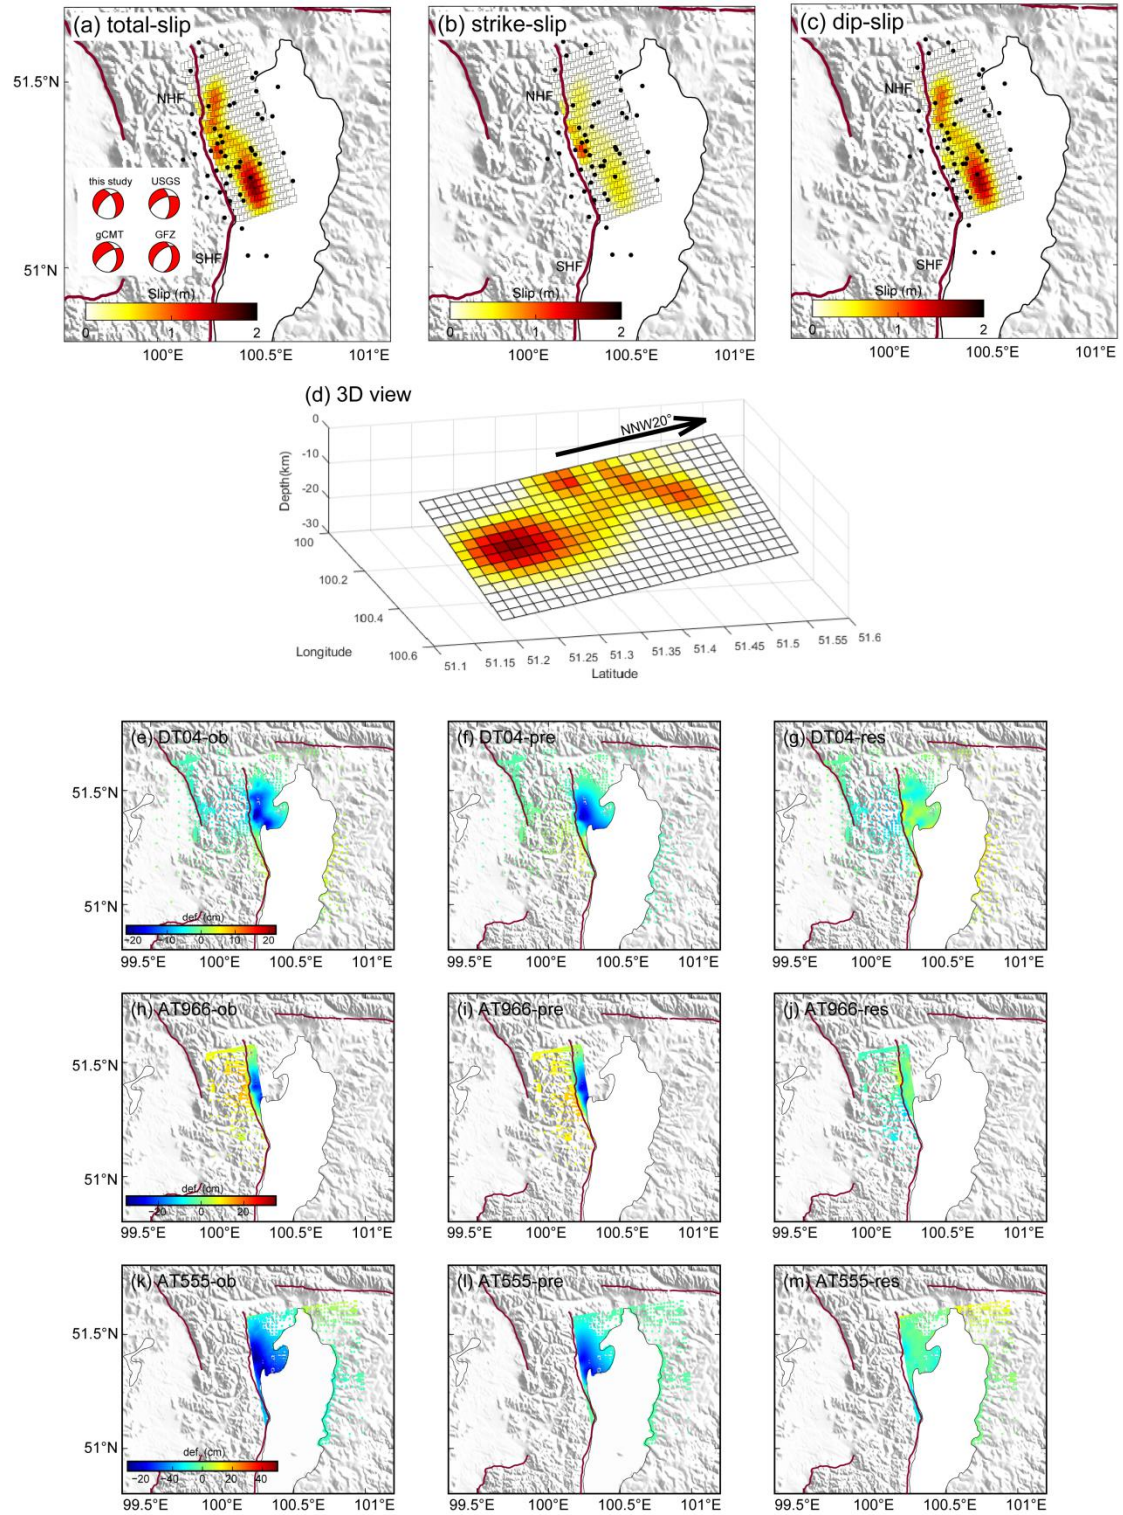 (a) total-slip
(b) strike-slip
(c) dip-slip
51.5°N
51°N
NHF
NHF
NHF
this study
USGS
gCMT
GFZ
SHF
SHF
SHF
Slip (m)
0 1 2
Slip (m)
0 1 2
Slip (m)
0 1 2
100°E 100.5°E 101°E
100°E 100.5°E 101°E
100°E 100.5°E 101°E
(d) 3D view
NNW20°
Depth(km)
0
-10
-20
-30
100
100.2
100.4
100.6
Longitude
51.1 51.15 51.2 51.25 51.3 51.35 51.4 51.45 51.5 51.55 51.6
Latitude
(e) DT04-ob
(f) DT04-pre
(g) DT04-res
51.5°N
51°N
def. (cm)
−20 −10 0 10 20
99.5°E 100°E 100.5°E 101°E
99.5°E 100°E 100.5°E 101°E
99.5°E 100°E 100.5°E 101°E
(h) AT966-ob
(i) AT966-pre
(j) AT966-res
51.5°N
51°N
def. (cm)
−20 0 20
99.5°E 100°E 100.5°E 101°E
99.5°E 100°E 100.5°E 101°E
99.5°E 100°E 100.5°E 101°E
(k) AT555-ob
(l) AT555-pre
(m) AT555-res
51.5°N
51°N
def. (cm)
−20 −40 0 20 40
99.5°E 100°E 100.5°E 101°E
99.5°E 100°E 100.5°E 101°E
99.5°E 100°E 100.5°E 101°E